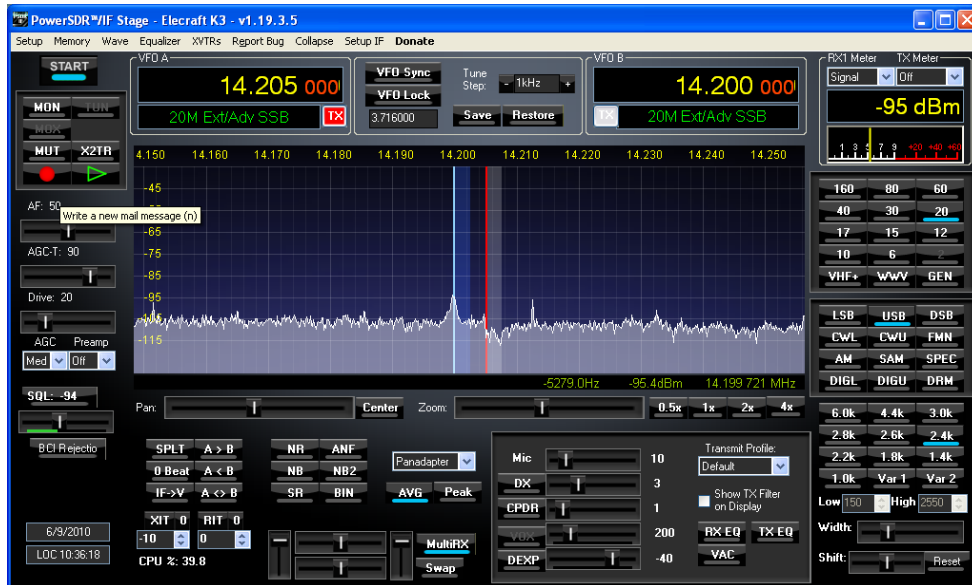 PowerSDR™/IF Stage - Elecraft K3 - v1.19.3.5
Setup Memory Wave Equalizer XVTRs Report Bug Collapse Setup IF Donate
START
VFO A
14.205 000
20M Ext/Adv SSB TX
VFO Sync
VFO Lock
Tune Step: - 1kHz +
3.716000 Save Restore
VFO B
14.200 000
TX 20M Ext/Adv SSB
RX1 Meter TX Meter
Signal Off
-95 dBm
1 3 5 7 9 +20 +40 +60
MON TUN
MOX
MUT X2TR
AF: 50
Write a new mail message (n)
AGC-T: 90
Drive: 20
AGC Preamp
Med Off
SQL: -94
BCI Rejectio
4.150 14.160 14.170 14.180 14.190 14.200 14.210 14.220 14.230 14.240 14.250
-45
-65
-75
-85
-95
-105
-115
-5279.0Hz -95.4dBm 14.199 721 MHz
Pan: Center Zoom: 0.5x 1x 2x 4x
160 80 60
40 30 20
17 15 12
10 6 2
VHF+ WWV GEN
LSB USB DSB
CWL CWU FMN
AM SAM SPEC
DIGL DIGU DRM
6.0k 4.4k 3.0k
2.8k 2.6k 2.4k
2.2k 1.8k 1.4k
1.0k Var 1 Var 2
Low 150 High 2550
Width:
Shift: Reset
SPLT A > B
0 Beat A < B
IF->V A <> B
XIT 0 RIT 0
-10 0
CPU %: 39.8
NR ANF
NB NB2
SR BIN
Panadapter
AVG Peak
MultiRX
Swap
Mic 10
DX 3
CPDR 1
VOX 200
DEXP -40
Transmit Profile:
Default
Show TX Filter
on Display
RX EQ TX EQ
VAC
6/9/2010
LOC 10:36:18